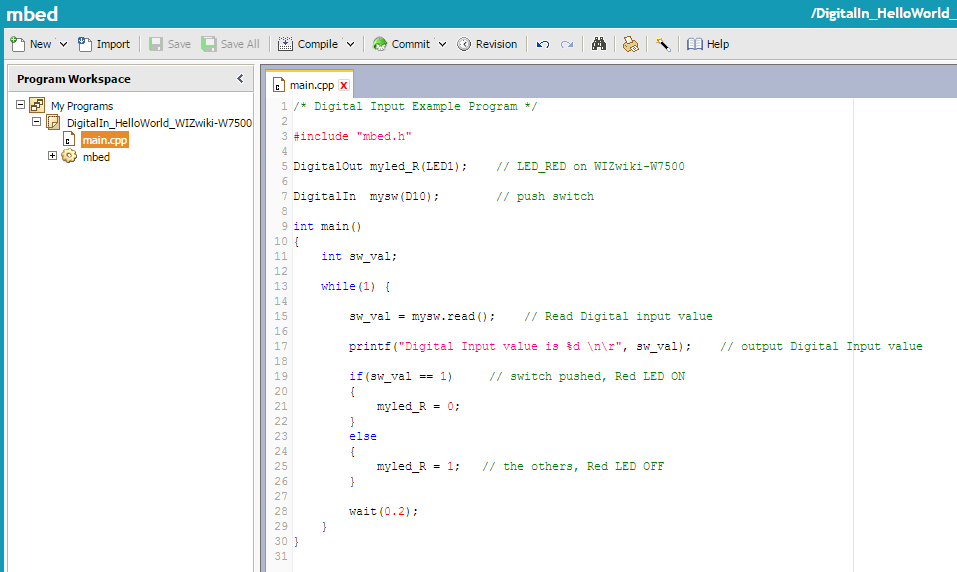 mbed
/DigitalIn_HelloWorld_
New Import Save Save All Compile Commit Revision Help
Program Workspace
My Programs
DigitalIn_HelloWorld_WIZwiki-W7500
main.cpp
mbed
main.cpp
1 /* Digital Input Example Program */
2
3 #include "mbed.h"
4
5 DigitalOut myled_R(LED1);    // LED_RED on WIZwiki-W7500
6
7 DigitalIn  mysw(D10);        // push switch
8
9 int main()
10 {
11     int sw_val;
12
13     while(1) {
14
15         sw_val = mysw.read();    // Read Digital input value
16
17         printf("Digital Input value is %d \n\r", sw_val);    // output Digital Input value
18
19         if(sw_val == 1)     // switch pushed, Red LED ON
20         {
21             myled_R = 0;
22         }
23         else
24         {
25             myled_R = 1;   // the others, Red LED OFF
26         }
27
28         wait(0.2);
29     }
30 }
31